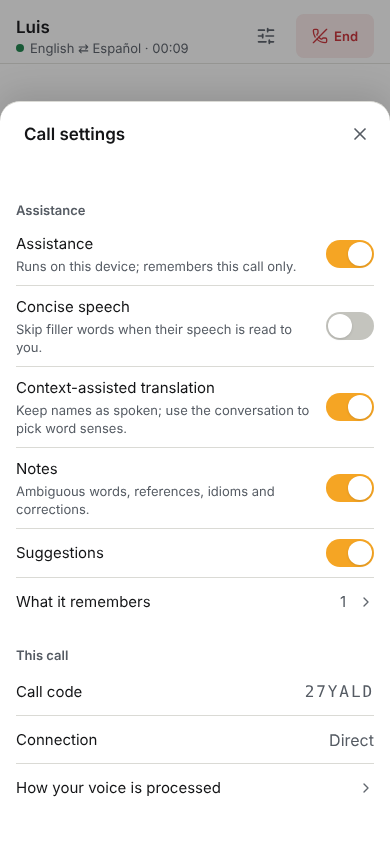 Luis
English ⇄ Español · 00:09
End
Call settings
Assistance
Assistance
Runs on this device; remembers this call only.
Concise speech
Skip filler words when their speech is read to
you.
Context-assisted translation
Keep names as spoken; use the conversation to
pick word senses.
Notes
Ambiguous words, references, idioms and
corrections.
Suggestions
What it remembers 1
This call
Call code 27YALD
Connection Direct
How your voice is processed